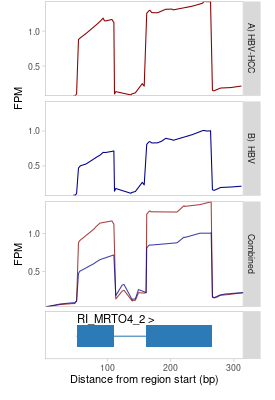 1.0
0.5
A) HBV-HCC
FPM
1.0
0.5
B) HBV
1.0
0.5
FPM
Combined
RI_MRTO4_2 >
100
200
300
Distance from region start (bp)